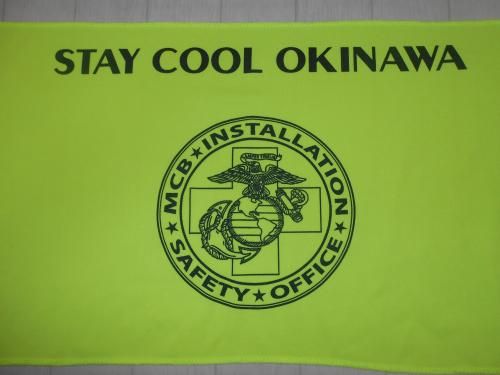 STAY COOL OKINAWA
MCB★INSTALLATION
★SAFETY★OFFICE★